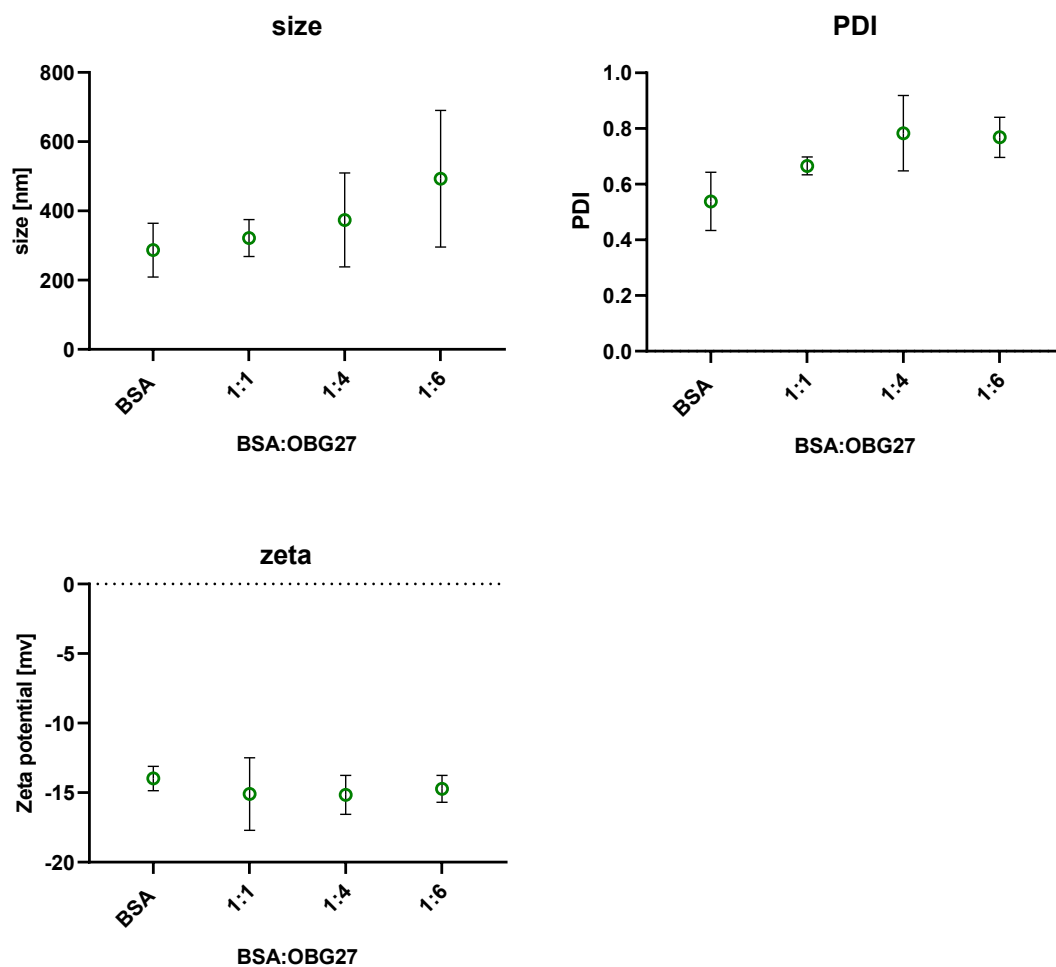 size
800
600
400
200
0
size [nm]
BSA
1:1
1:4
1:6
BSA:OBG27
PDI
1.0
0.8
0.6
0.4
0.2
0.0
PDI
BSA
1:1
1:4
1:6
BSA:OBG27
zeta
0
-5
-10
-15
-20
Zeta potential [mv]
BSA
1:1
1:4
1:6
BSA:OBG27